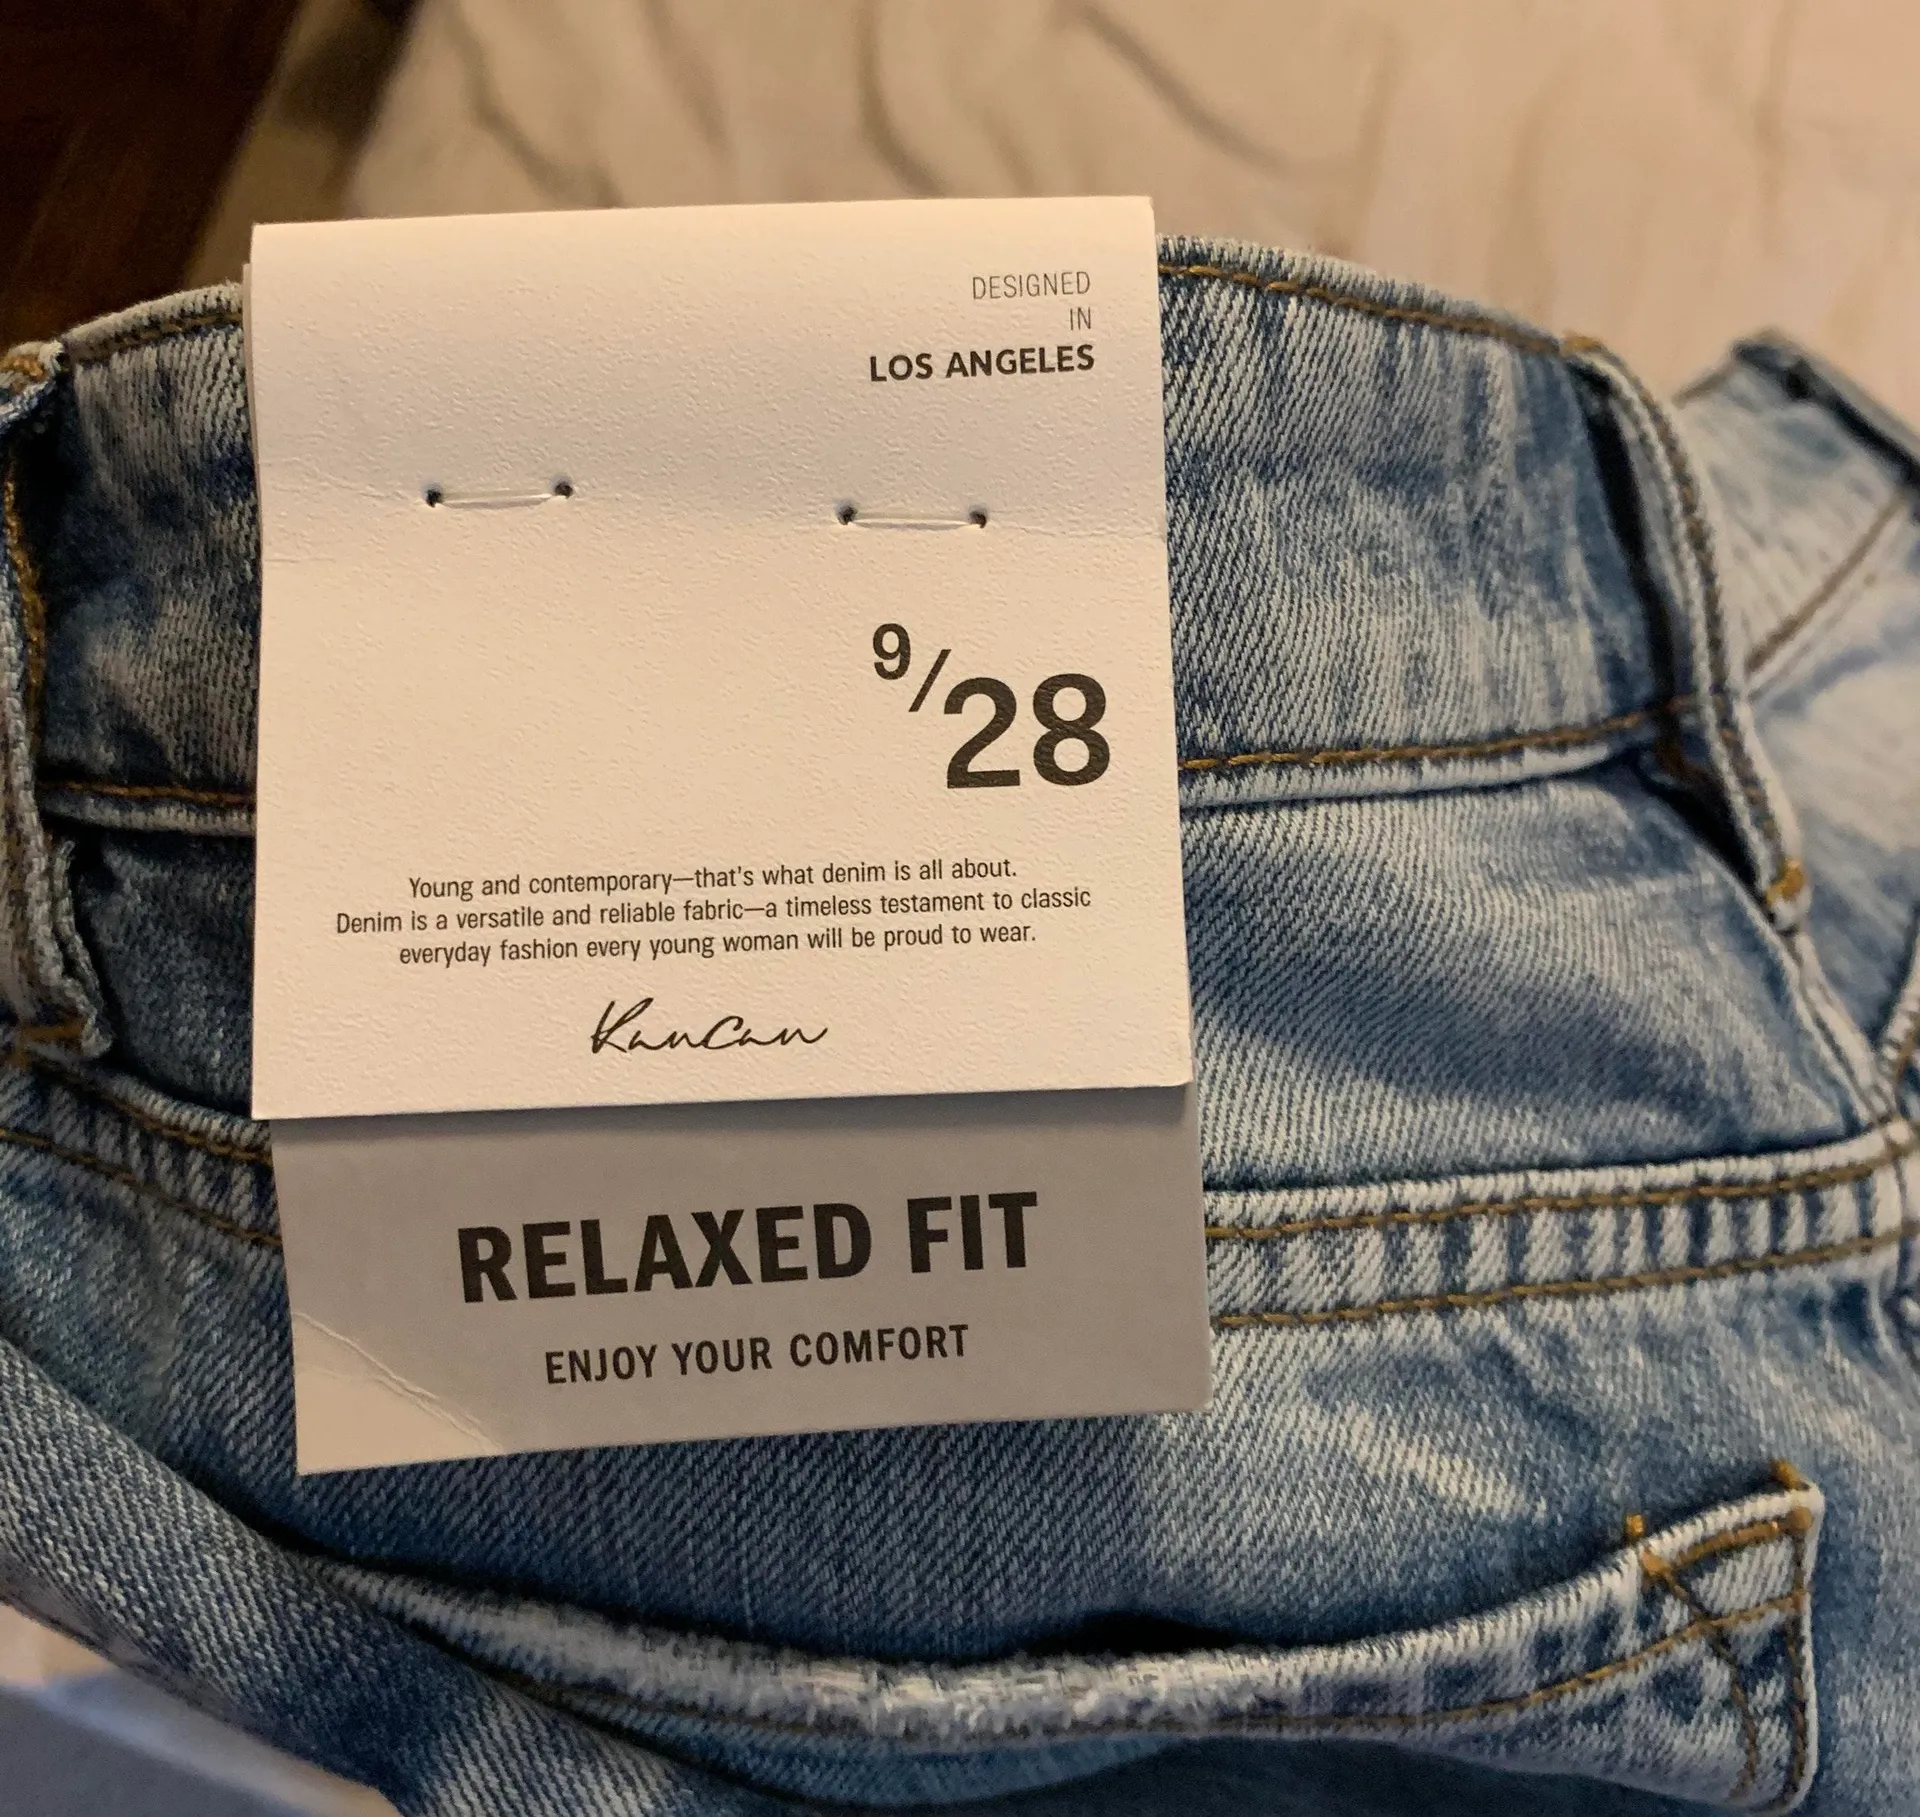 DESIGNED
IN
LOS ANGELES
9/28
Young and contemporary—that's what denim is all about.
Denim is a versatile and reliable fabric—a timeless testament to classic
everyday fashion every young woman will be proud to wear.
KanCan
RELAXED FIT
ENJOY YOUR COMFORT